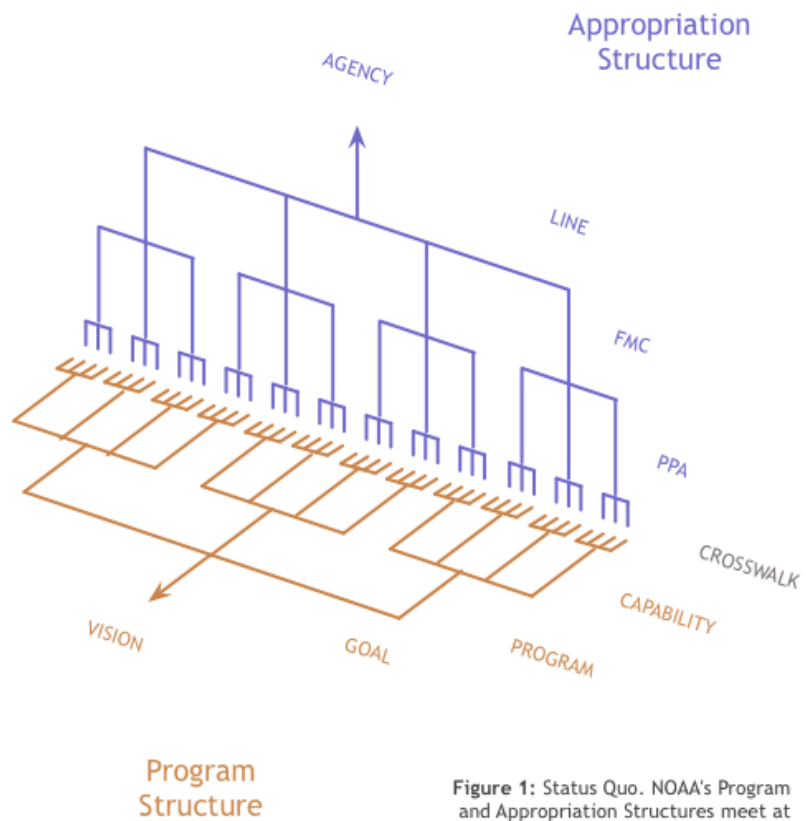 Appropriation
Structure
AGENCY
LINE
FMC
PPA
CROSSWALK
CAPABILITY
PROGRAM
GOAL
VISION
Program
Structure
Figure 1: Status Quo. NOAA's Program
and Appropriation Structures meet at